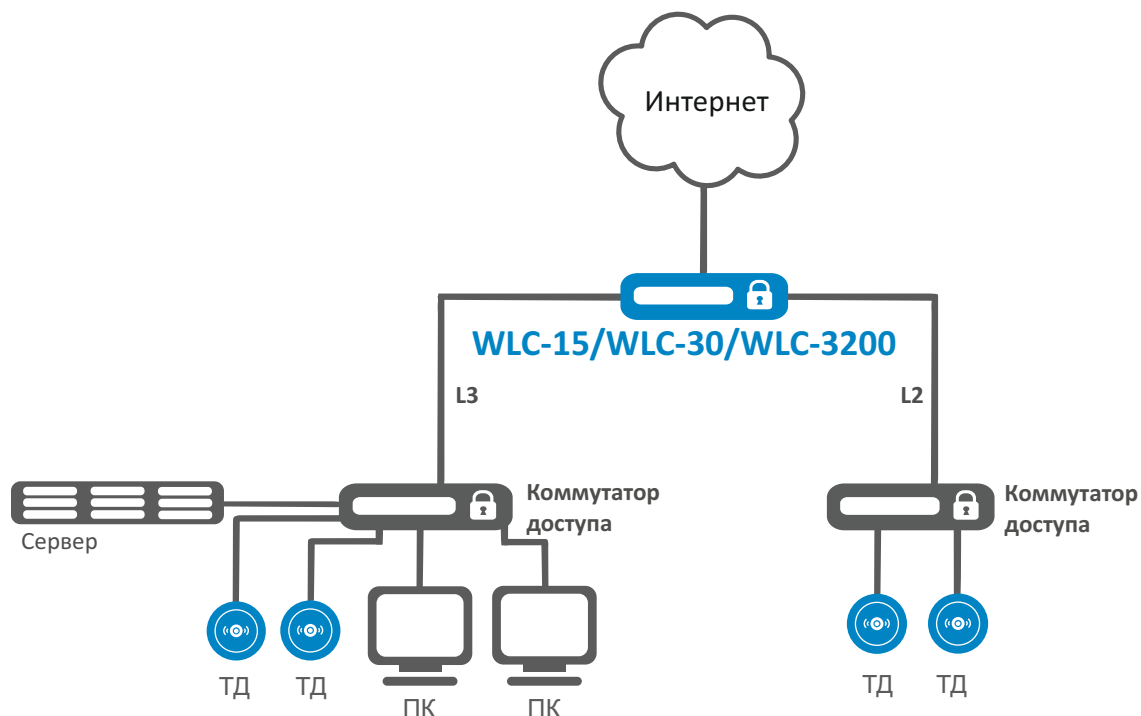 Интернет
WLC-15/WLC-30/WLC-3200
L3
L2
Коммутатор
доступа
Коммутатор
доступа
Сервер
ТД
ТД
ПК
ПК
ТД
ТД